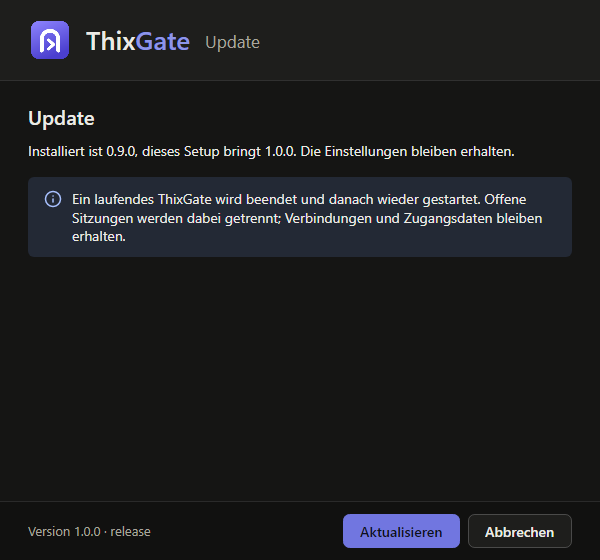 ThixGate Update
Update
Installiert ist 0.9.0, dieses Setup bringt 1.0.0. Die Einstellungen bleiben erhalten.
Ein laufendes ThixGate wird beendet und danach wieder gestartet. Offene
Sitzungen werden dabei getrennt; Verbindungen und Zugangsdaten bleiben
erhalten.
Version 1.0.0 · release
Aktualisieren
Abbrechen